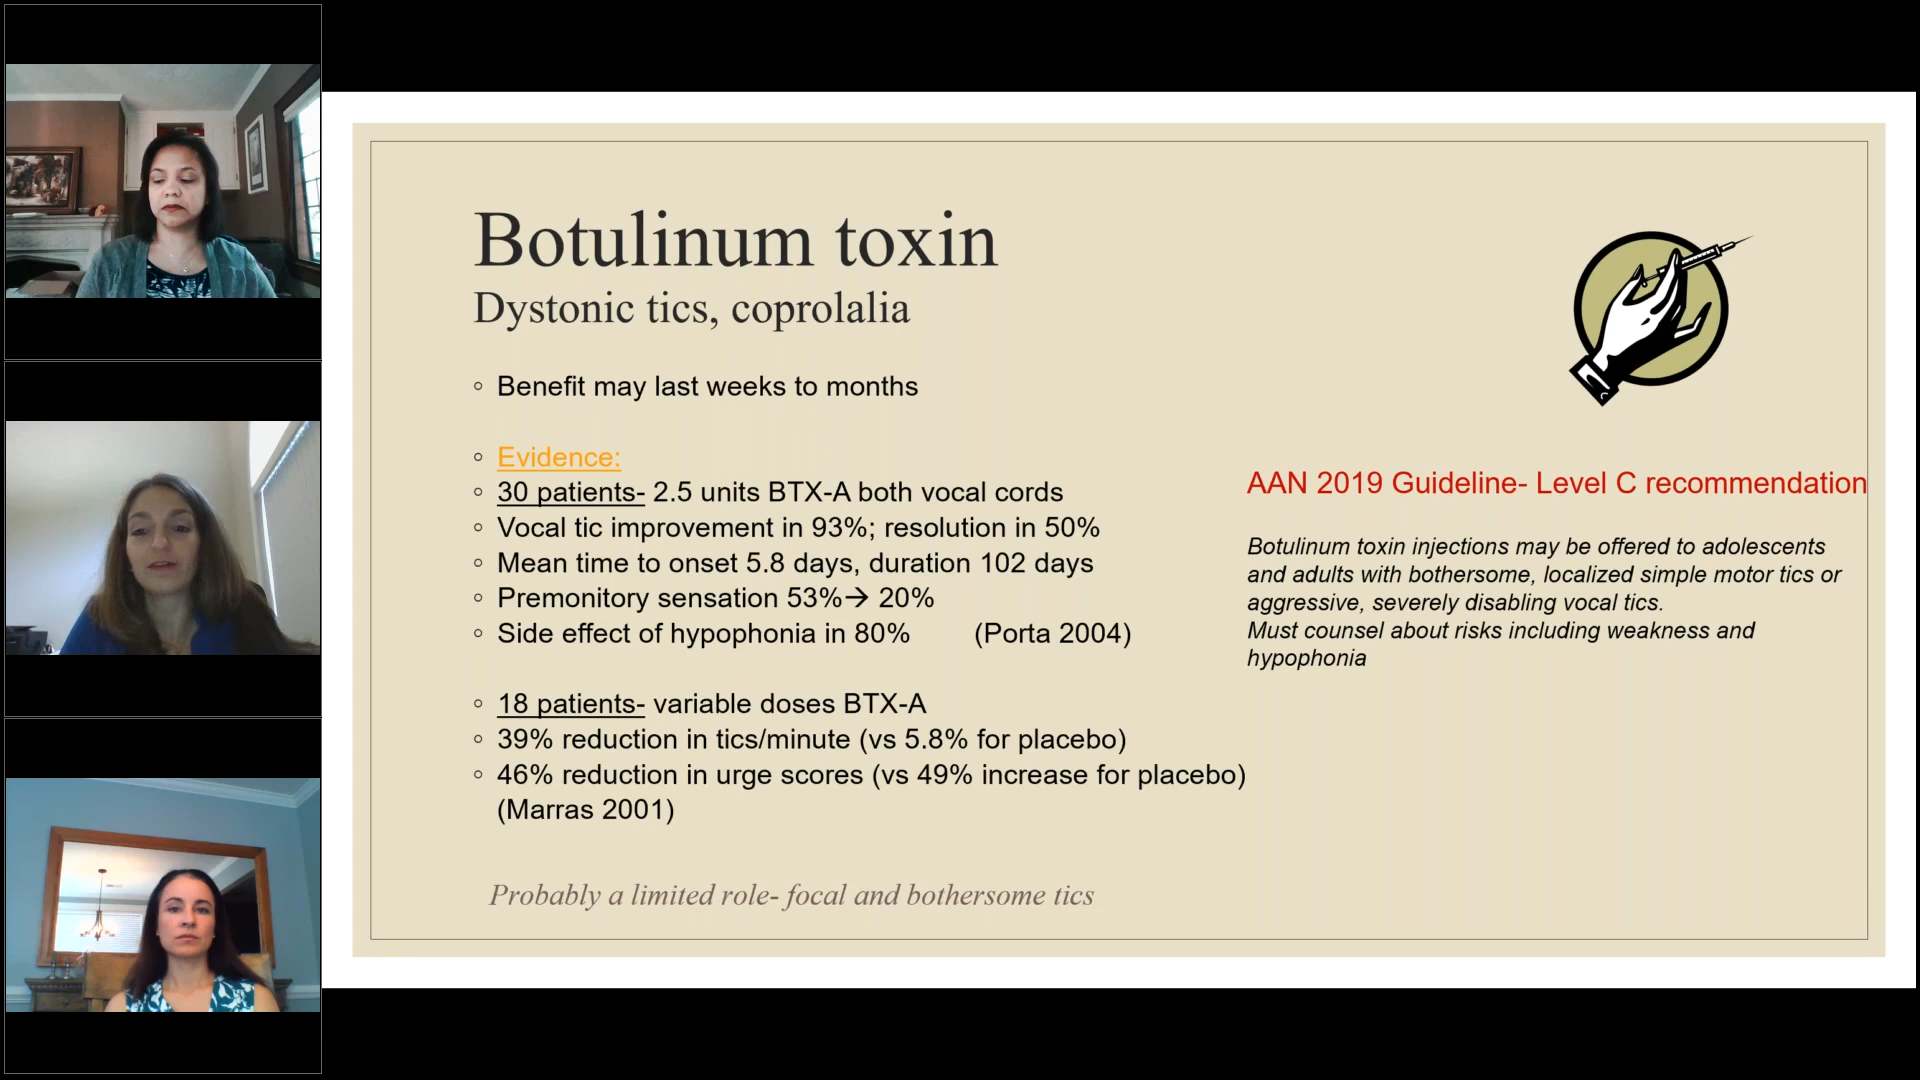 Botulinum toxin
Dystonic tics, coprolalia
◦ Benefit may last weeks to months
◦ Evidence:
◦ 30 patients- 2.5 units BTX-A both vocal cords
◦ Vocal tic improvement in 93%; resolution in 50%
◦ Mean time to onset 5.8 days, duration 102 days
◦ Premonitory sensation 53%→ 20%
◦ Side effect of hypophonia in 80% (Porta 2004)
◦ 18 patients- variable doses BTX-A
◦ 39% reduction in tics/minute (vs 5.8% for placebo)
◦ 46% reduction in urge scores (vs 49% increase for placebo)
(Marras 2001)
Probably a limited role- focal and bothersome tics
AAN 2019 Guideline- Level C recommendation
Botulinum toxin injections may be offered to adolescents
and adults with bothersome, localized simple motor tics or
aggressive, severely disabling vocal tics.
Must counsel about risks including weakness and
hypophonia